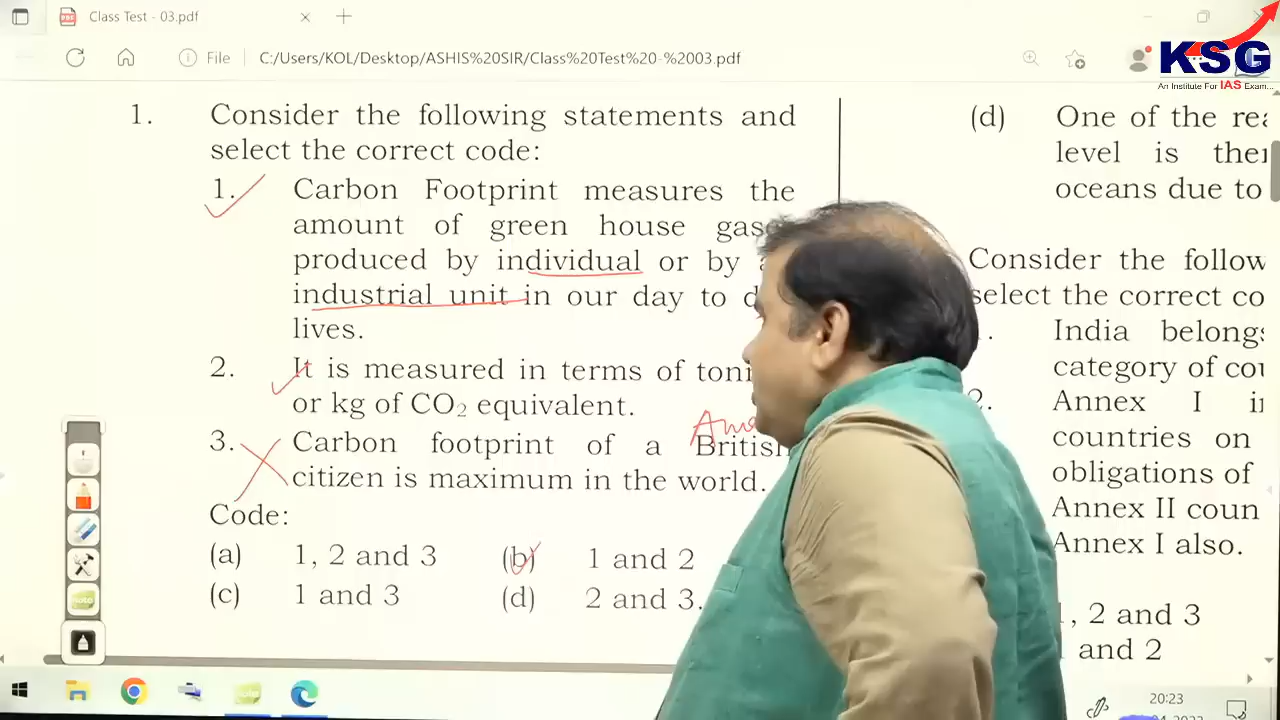 Class Test - 03.pdf
File C:/Users/KOL/Desktop/ASHIS%20SIR/Class%20Test%20-%2003.pdf
KSG
An Institute For IAS Exam...
1. Consider the following statements and
select the correct code:
1. Carbon Footprint measures the
amount of green house
produced by individual or by
industrial unit in our day to
lives.
2. It is measured in terms of
or kg of CO2 equivalent.
3. Carbon footprint of a British
citizen is maximum in the world.
Code:
(a) 1, 2 and 3 (b) 1 and 2
(c) 1 and 3 (d) 2 and 3.
(d) One of the
level is
oceans due to
Consider the
select the correct
India
category of
2. Annex I
countries on
obligations of
Annex II
Annex I also.
1, 2 and 3
and 2
20:23